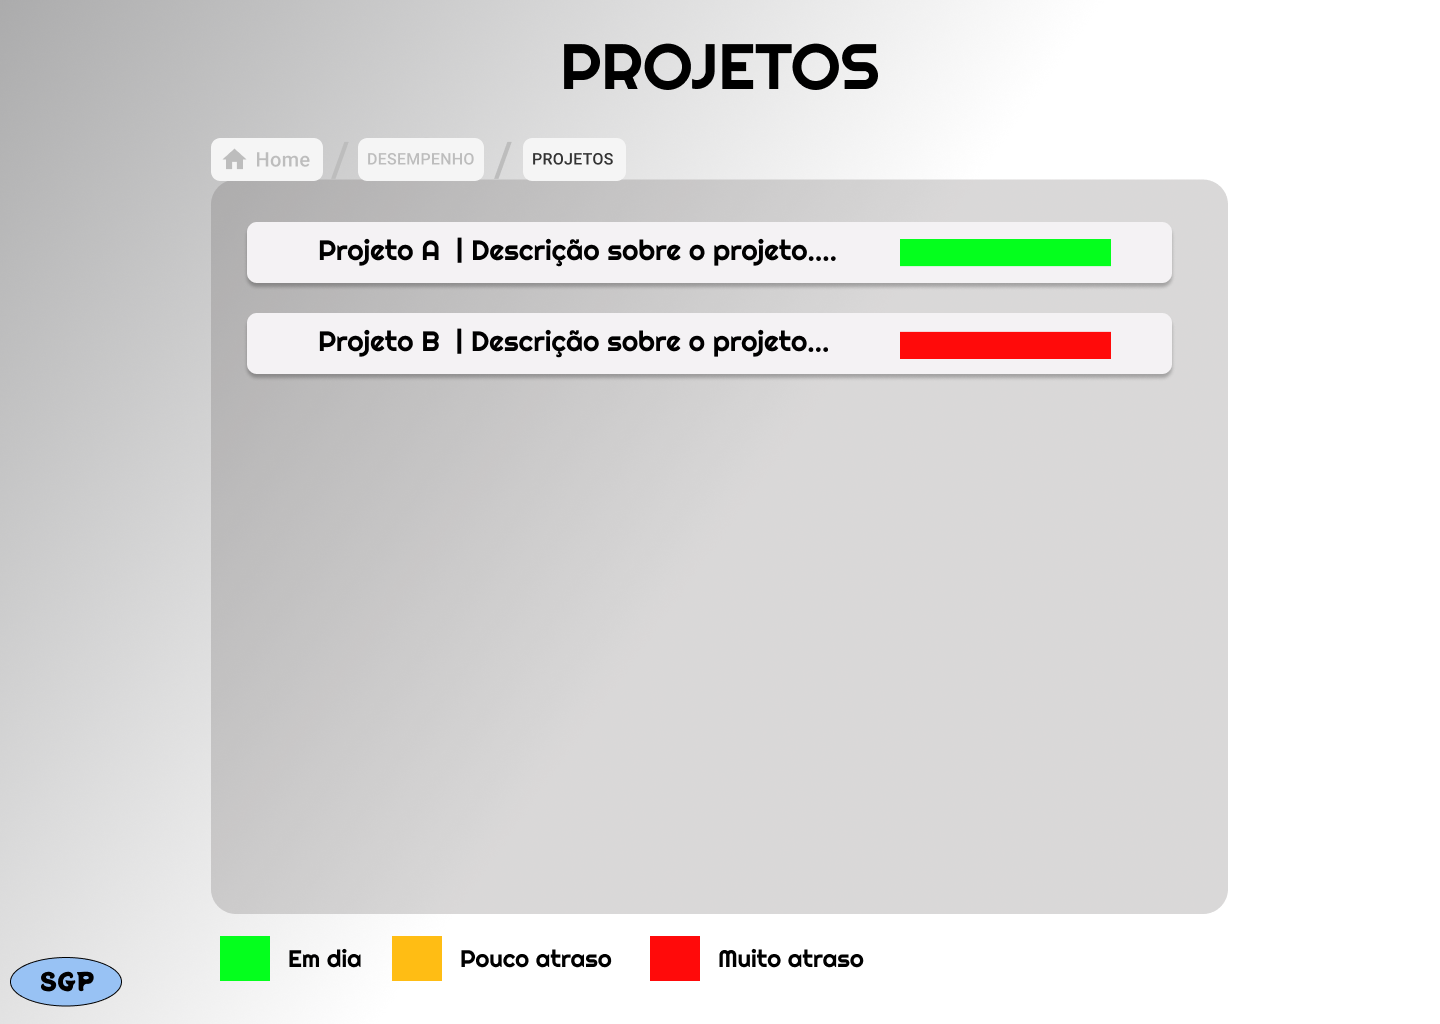 PROJETOS
Home / DESEMPENHO / PROJETOS
Projeto A | Descrição sobre o projeto....
Projeto B | Descrição sobre o projeto...
Em dia Pouco atraso Muito atraso
SGP